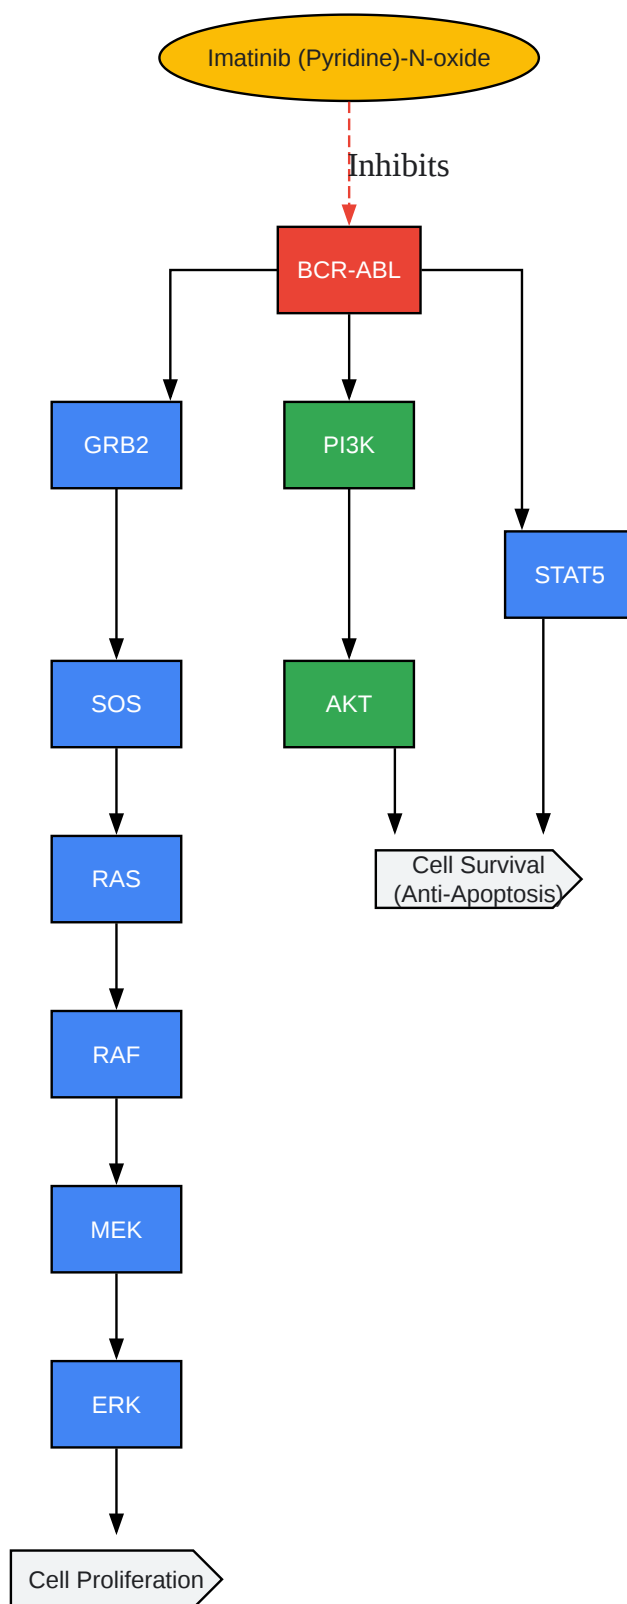 Imatinib (Pyridine)-N-oxide
Inhibits
BCR-ABL
GRB2
PI3K
STAT5
SOS
AKT
RAS
Cell Survival
(Anti-Apoptosis)
RAF
MEK
ERK
Cell Proliferation